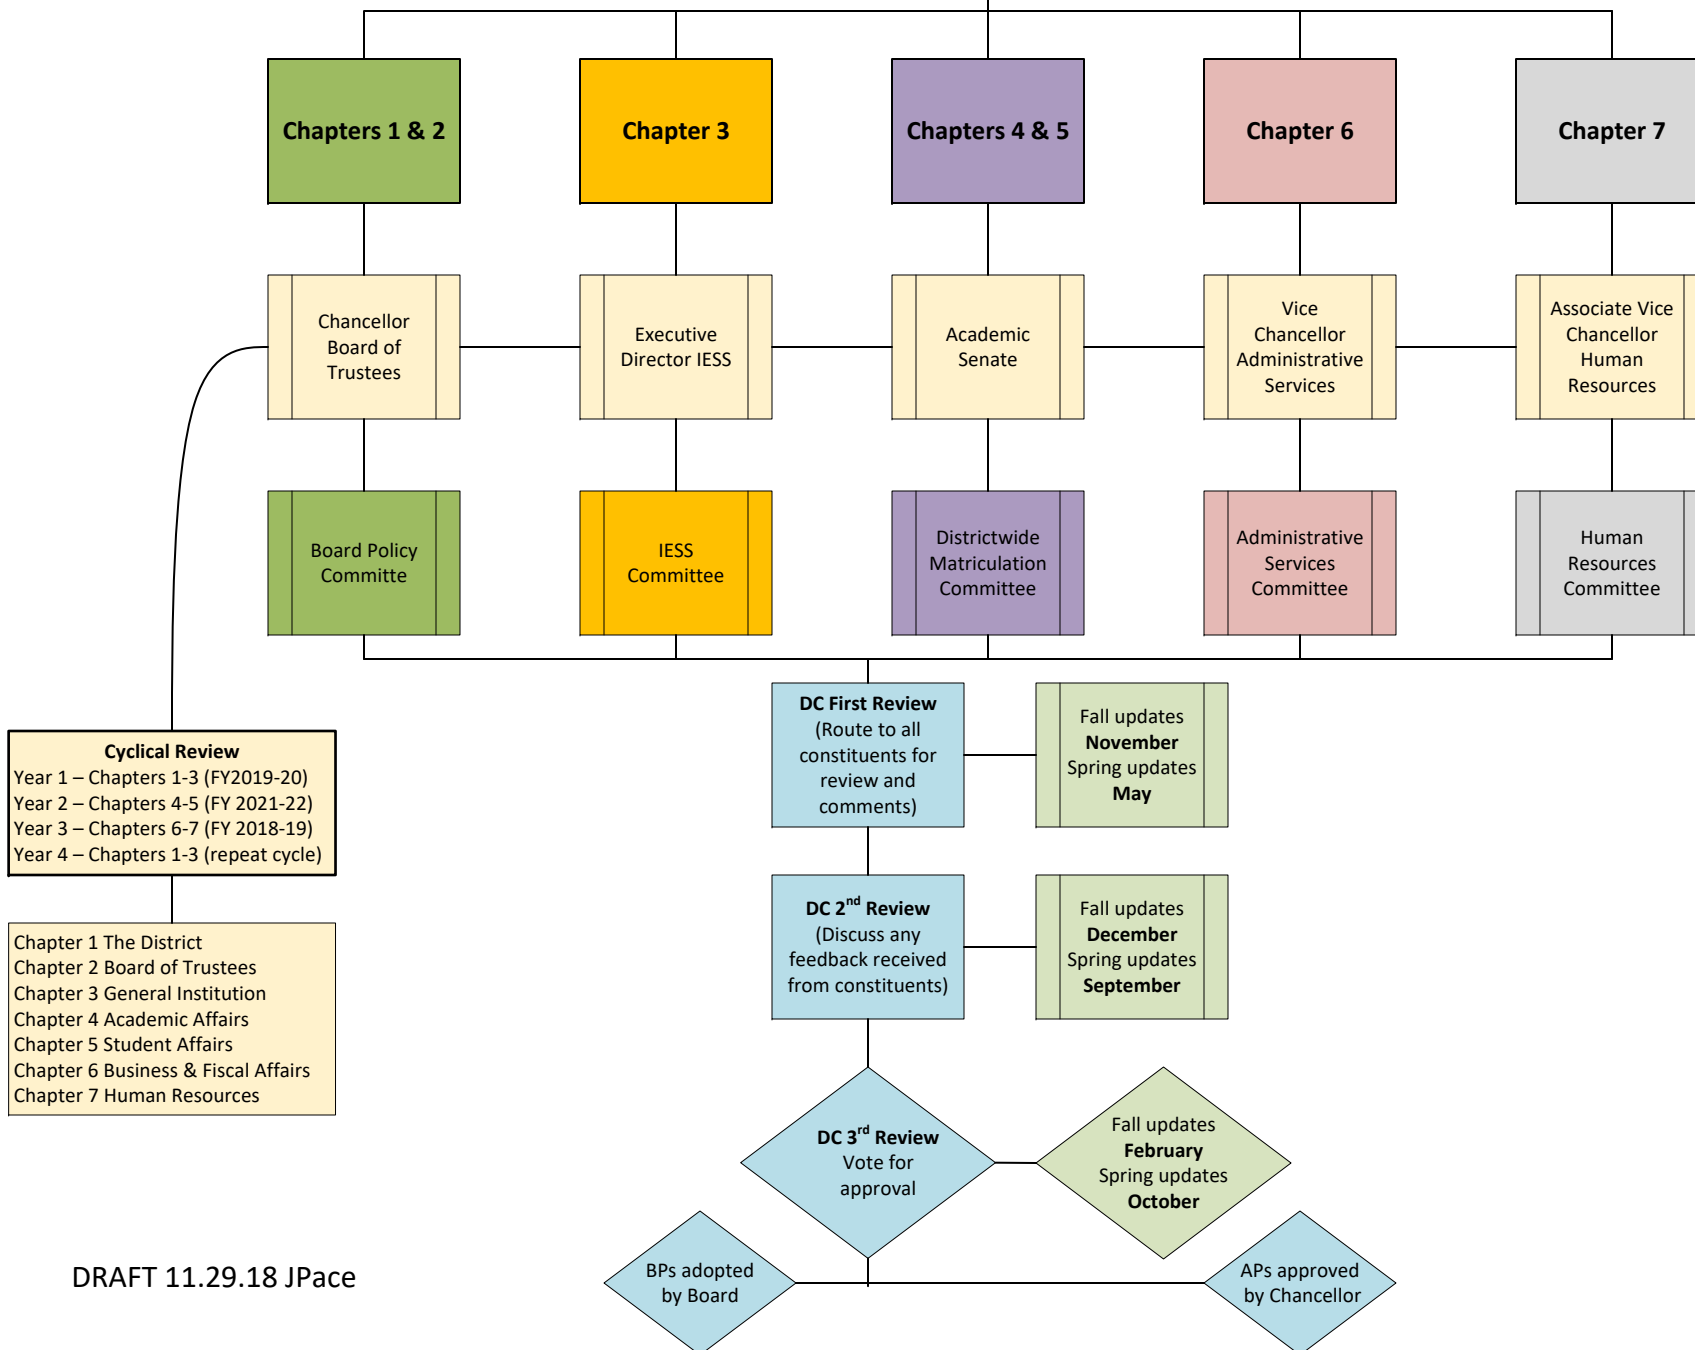 Chapters 1 & 2
Chapter 3
Chapters 4 & 5
Chapter 6
Chapter 7
Chancellor
Board of
Trustees
Executive
Director IESS
Academic
Senate
Vice
Chancellor
Administrative
Services
Associate Vice
Chancellor
Human
Resources
Board Policy
Committe
IESS
Committee
Districtwide
Matriculation
Committee
Administrative
Services
Committee
Human
Resources
Committee
Cyclical Review
Year 1 – Chapters 1-3 (FY2019-20)
Year 2 – Chapters 4-5 (FY 2021-22)
Year 3 – Chapters 6-7 (FY 2018-19)
Year 4 – Chapters 1-3 (repeat cycle)
Chapter 1 The District
Chapter 2 Board of Trustees
Chapter 3 General Institution
Chapter 4 Academic Affairs
Chapter 5 Student Affairs
Chapter 6 Business & Fiscal Affairs
Chapter 7 Human Resources
DC First Review
(Route to all
constituents for
review and
comments)
Fall updates
November
Spring updates
May
DC 2nd Review
(Discuss any
feedback received
from constituents)
Fall updates
December
Spring updates
September
DC 3rd Review
Vote for
approval
Fall updates
February
Spring updates
October
BPs adopted
by Board
APs approved
by Chancellor
DRAFT 11.29.18 JPace